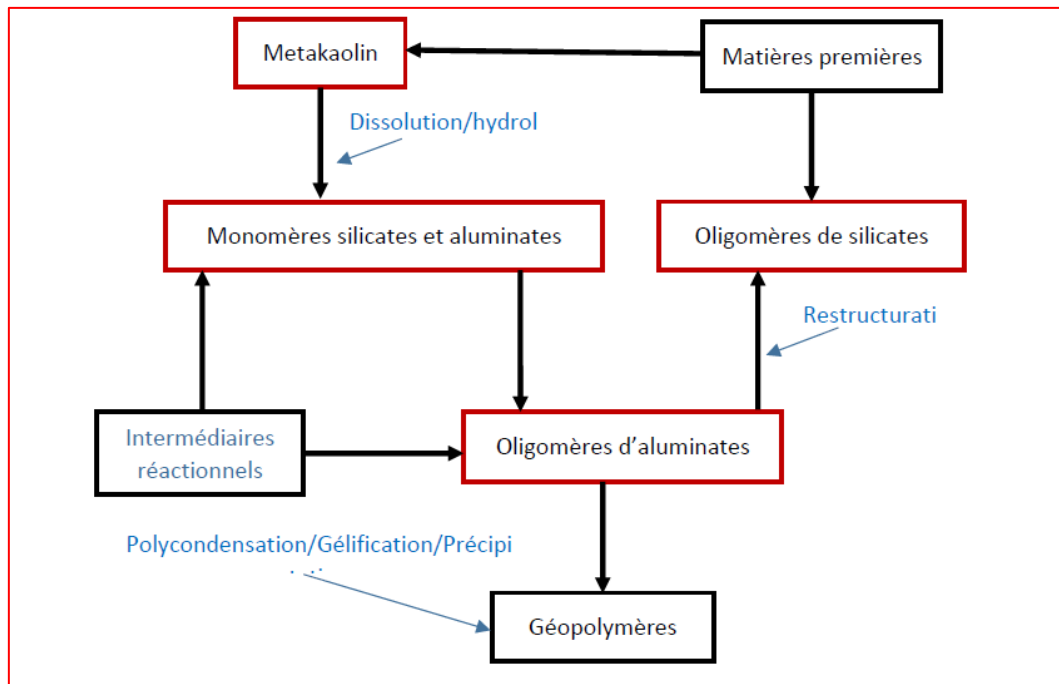 Metakaolin
Matières premières
Dissolution/hydrol
Monomères silicates et aluminates
Oligomères de silicates
Restructurati
Intermédiaires
réactionnels
Oligomères d’aluminates
Polycondensation/Gélification/Précipi
Géopolymères